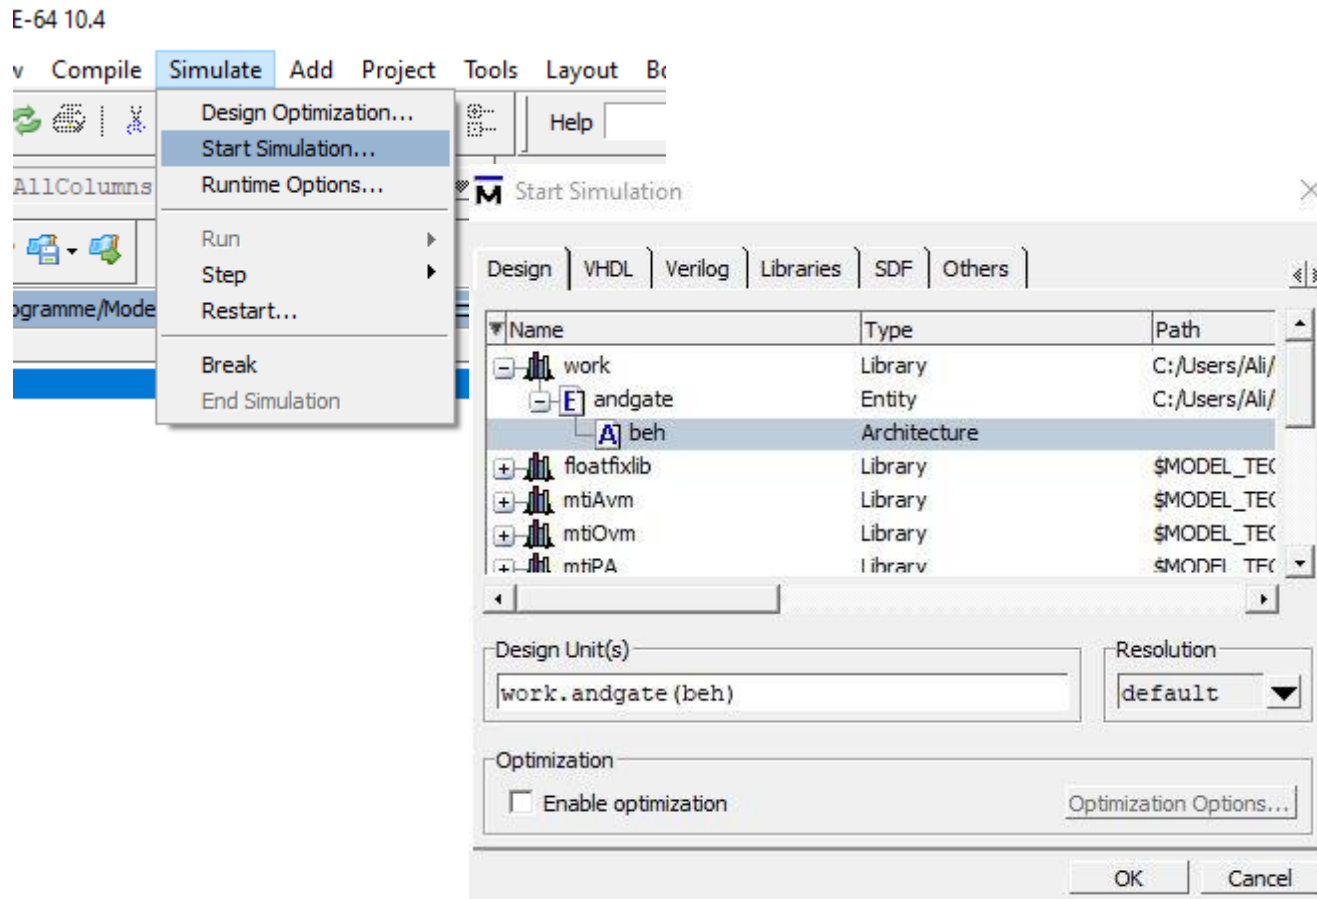 E-64 10.4
Compile Simulate Add Project Tools Layout
Design Optimization...
Start Simulation...
Runtime Options...
Run
Step
Restart...
Break
End Simulation
Help
AllColumns
ogramme/Mode
Start Simulation
Design VHDL Verilog Libraries SDF Others
Name Type Path
work Library C:/Users/Ali/
andgate Entity C:/Users/Ali/
beh Architecture
floatfixlib Library $MODEL_TEC
mtiAvm Library $MODEL_TEC
mtiOvm Library $MODEL_TEC
mtiPA Library $MODEL_TEC
Design Unit(s)
work.andgate(beh)
Resolution
default
Optimization
Enable optimization
Optimization Options...
OK Cancel